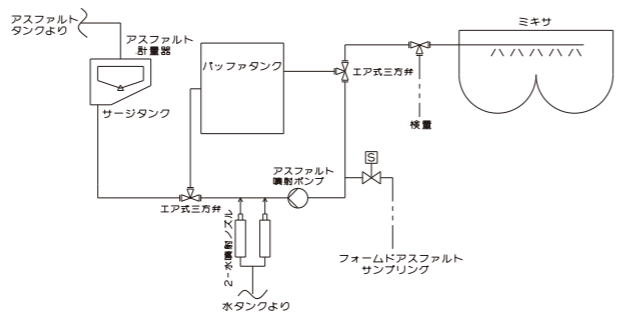 アスファルト
タンクより
アスファルト
計量器
サージタンク
バッファタンク
エア式三方弁
ミキサ
検量
エア式三方弁
アスファルト
噴射ポンプ
S
2-水噴射ノズル
水タンクより
フォームドアスファルト
サンプリング